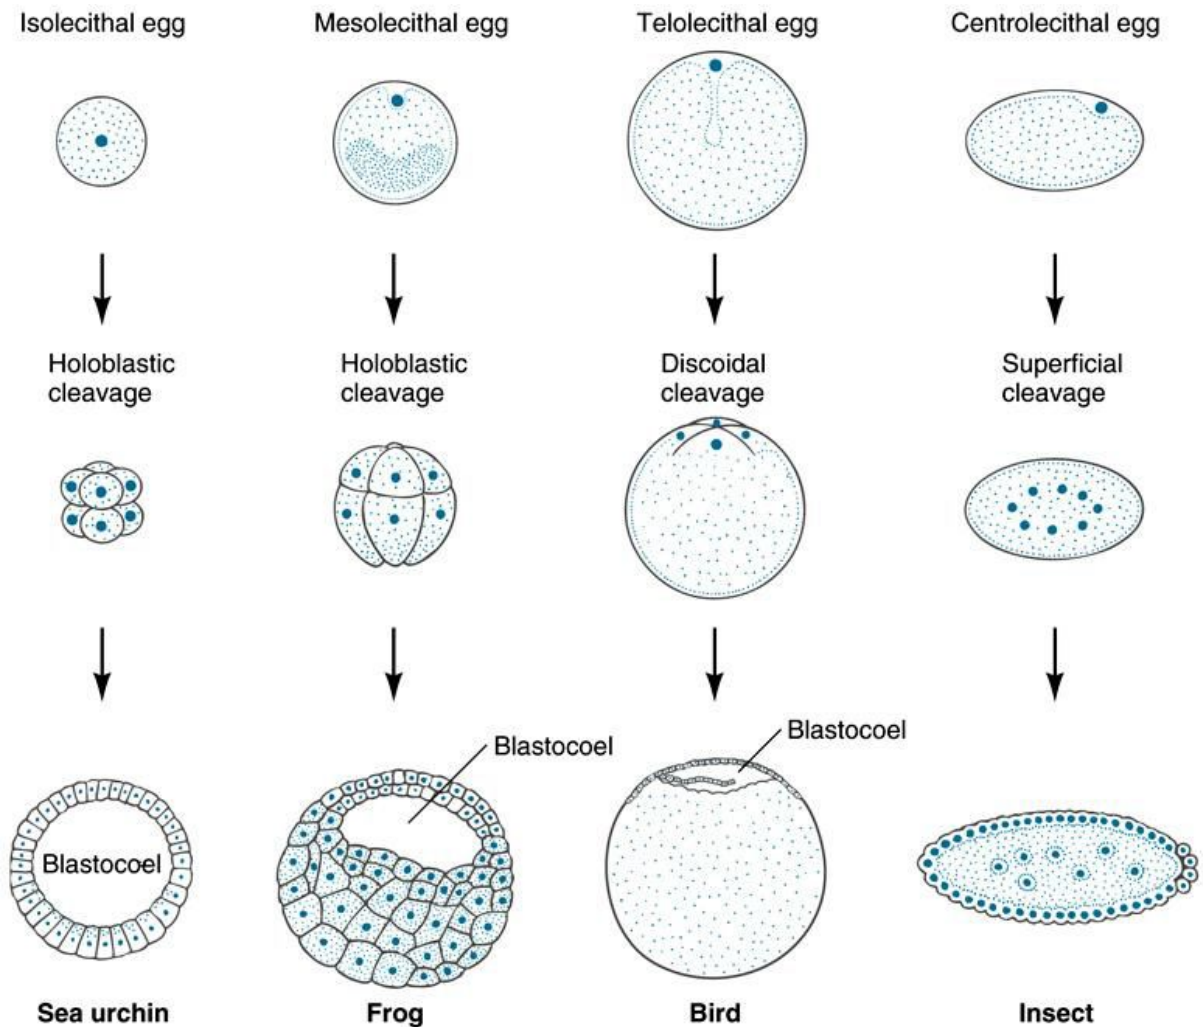 Isolecithal egg
Mesolecithal egg
Telolecithal egg
Centrolecithal egg
Holoblastic
cleavage
Holoblastic
cleavage
Discoidal
cleavage
Superficial
cleavage
Blastocoel
Blastocoel
Blastocoel
Sea urchin
Frog
Bird
Insect